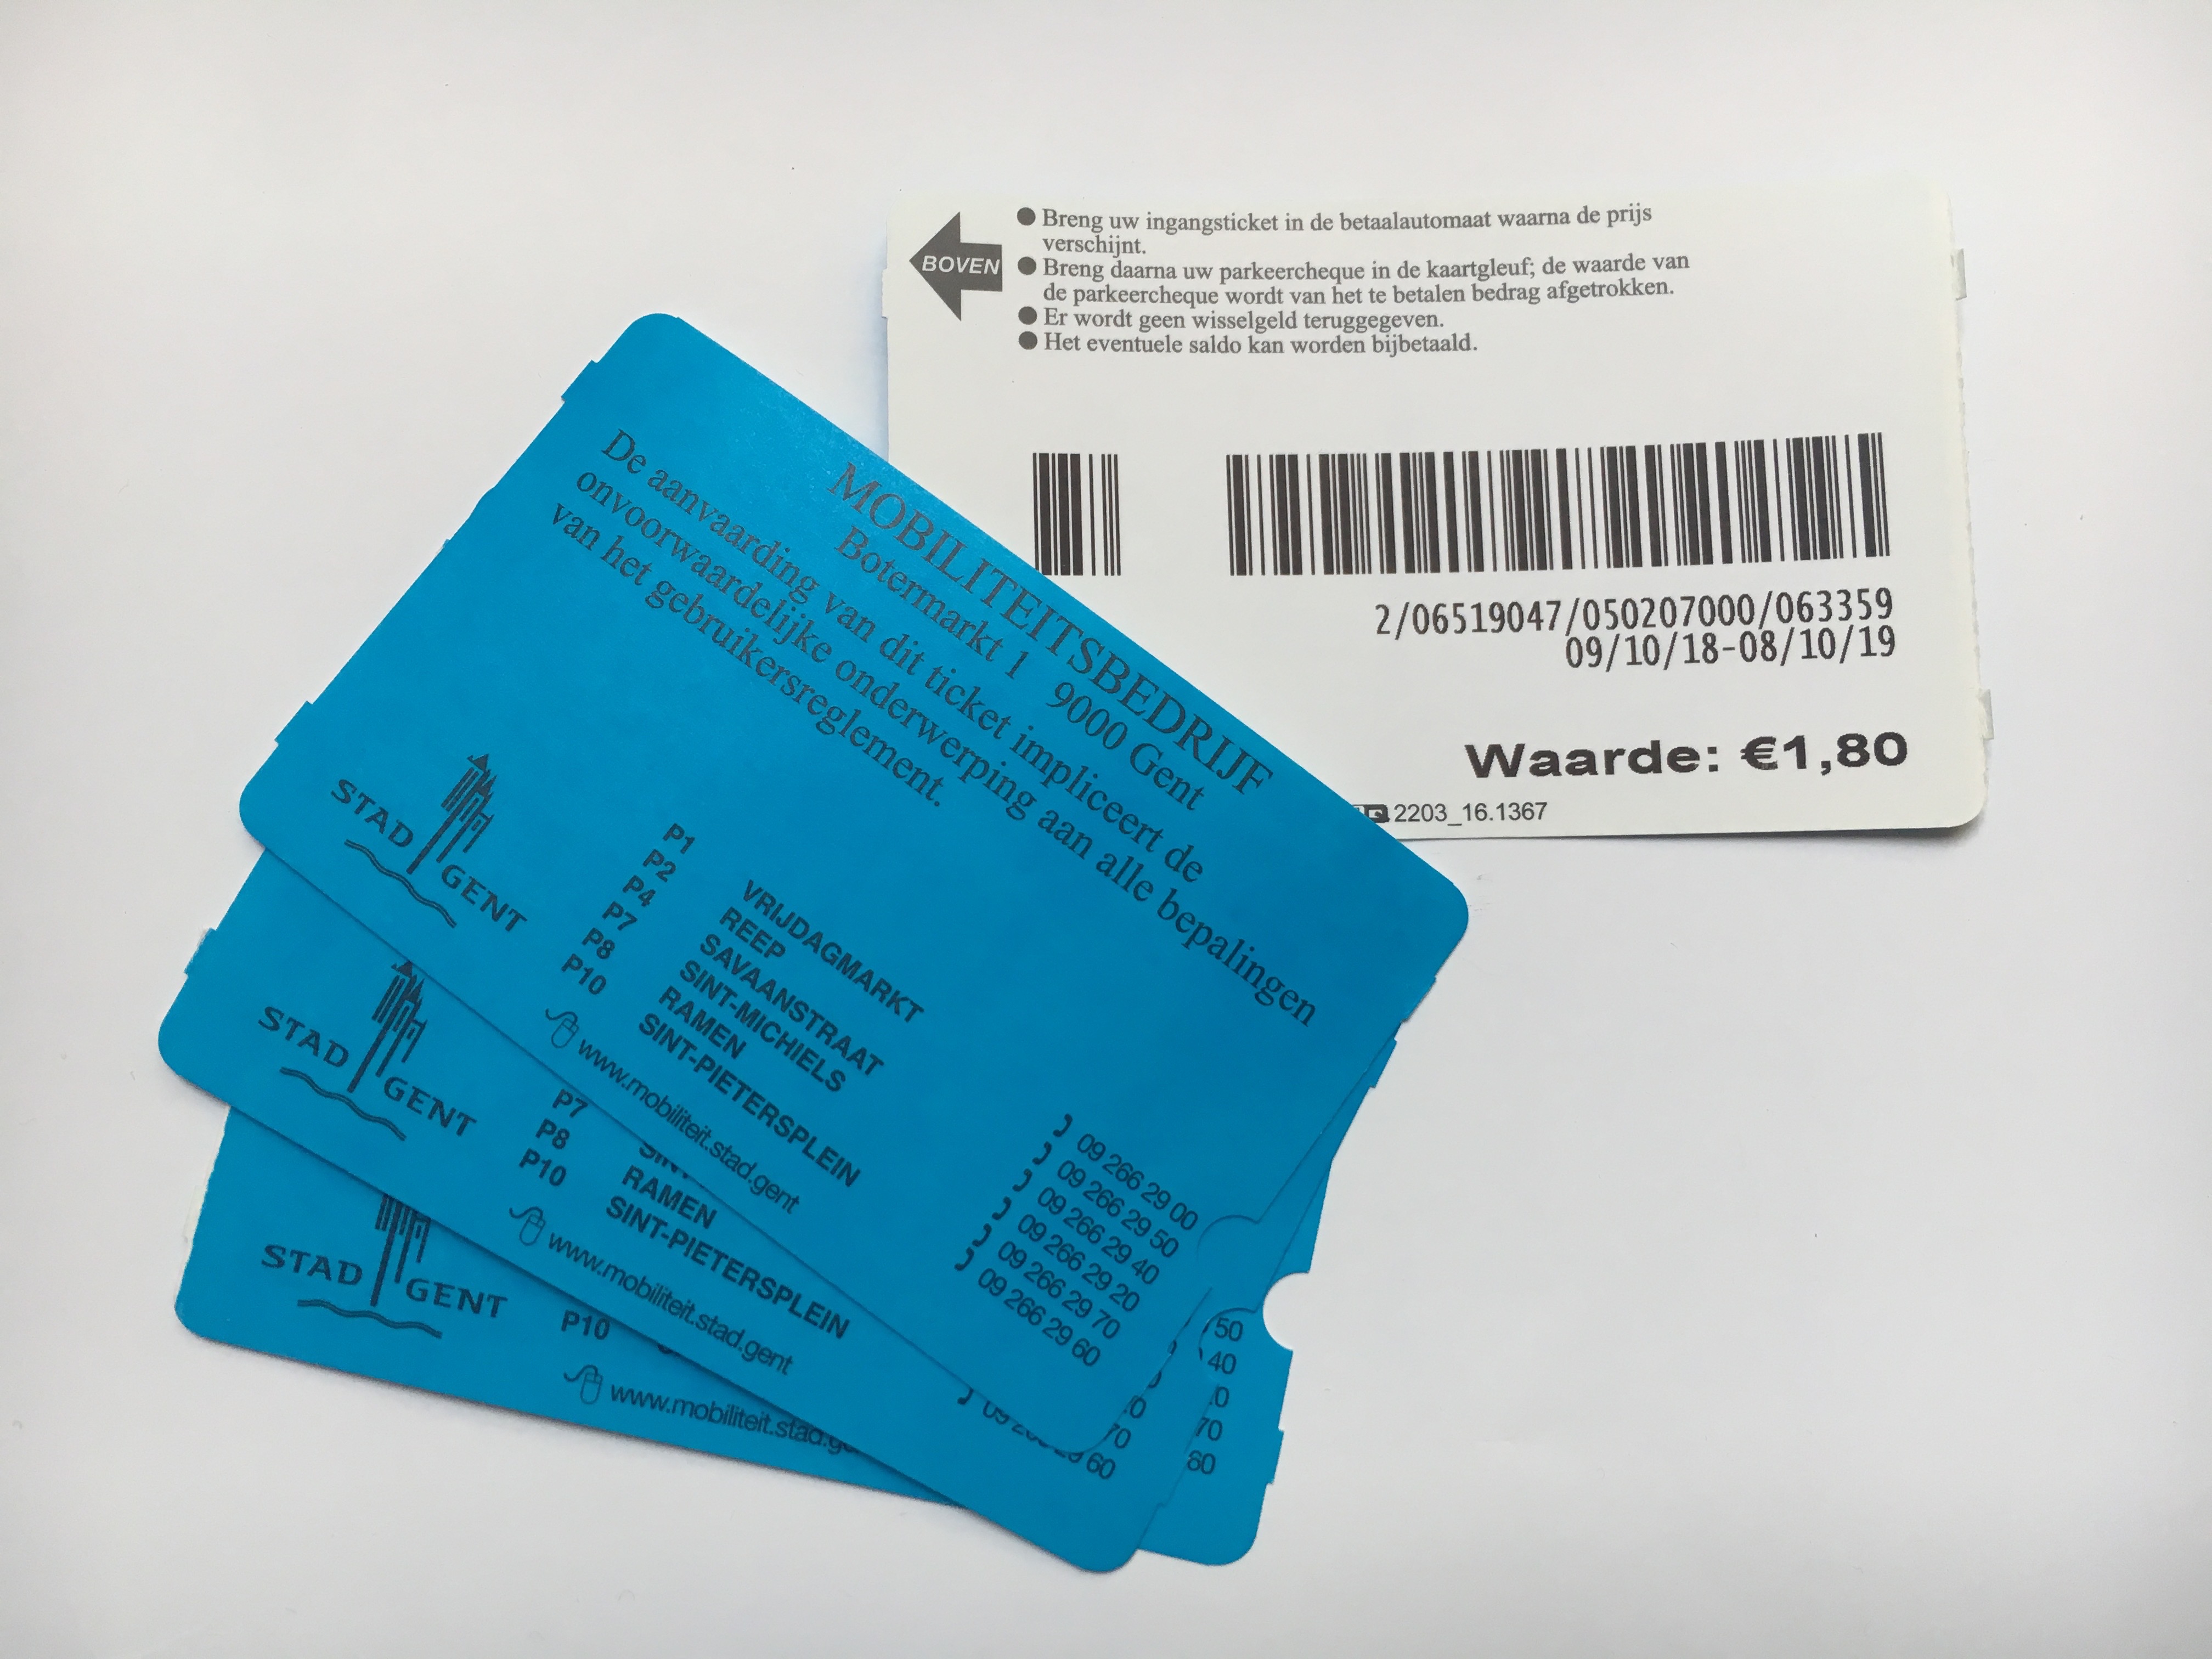 BOVEN
● Breng uw ingangsticket in de betaalautomaat waarna de prijs
verschijnt.
● Breng daarna uw parkeercheque in de kaartgleuf; de waarde van
de parkeercheque wordt van het te betalen bedrag afgetrokken.
● Er wordt geen wisselgeld teruggegeven.
● Het eventuele saldo kan worden bijbetaald.
2/06519047/050207000/063359
09/10/18-08/10/19
Waarde: €1,80
2203_16.1367
MOBILITEITSBEDRIJF
Botermarkt 1 9000 Gent
De aanvaarding van dit ticket impliceert de
onvoorwaardelijke onderwerping aan alle bepalingen
van het gebruikersreglement.
STAD GENT
P1 VRIJDAGMARKT 09 266 29 00
P2 REEP 09 266 29 50
P4 SAVAANSTRAAT 09 266 29 40
P7 SINT-MICHIELS 09 266 29 20
P8 RAMEN 09 266 29 70
P10 SINT-PIETERSPLEIN 09 266 29 60
www.mobiliteit.stad.gent
STAD GENT
P7
P8 RAMEN 70
P10 SINT-PIETERSPLEIN 60
www.mobiliteit.stad.gent
STAD GENT
50
40
0
70
60
P10
www.mobiliteit.stad.g